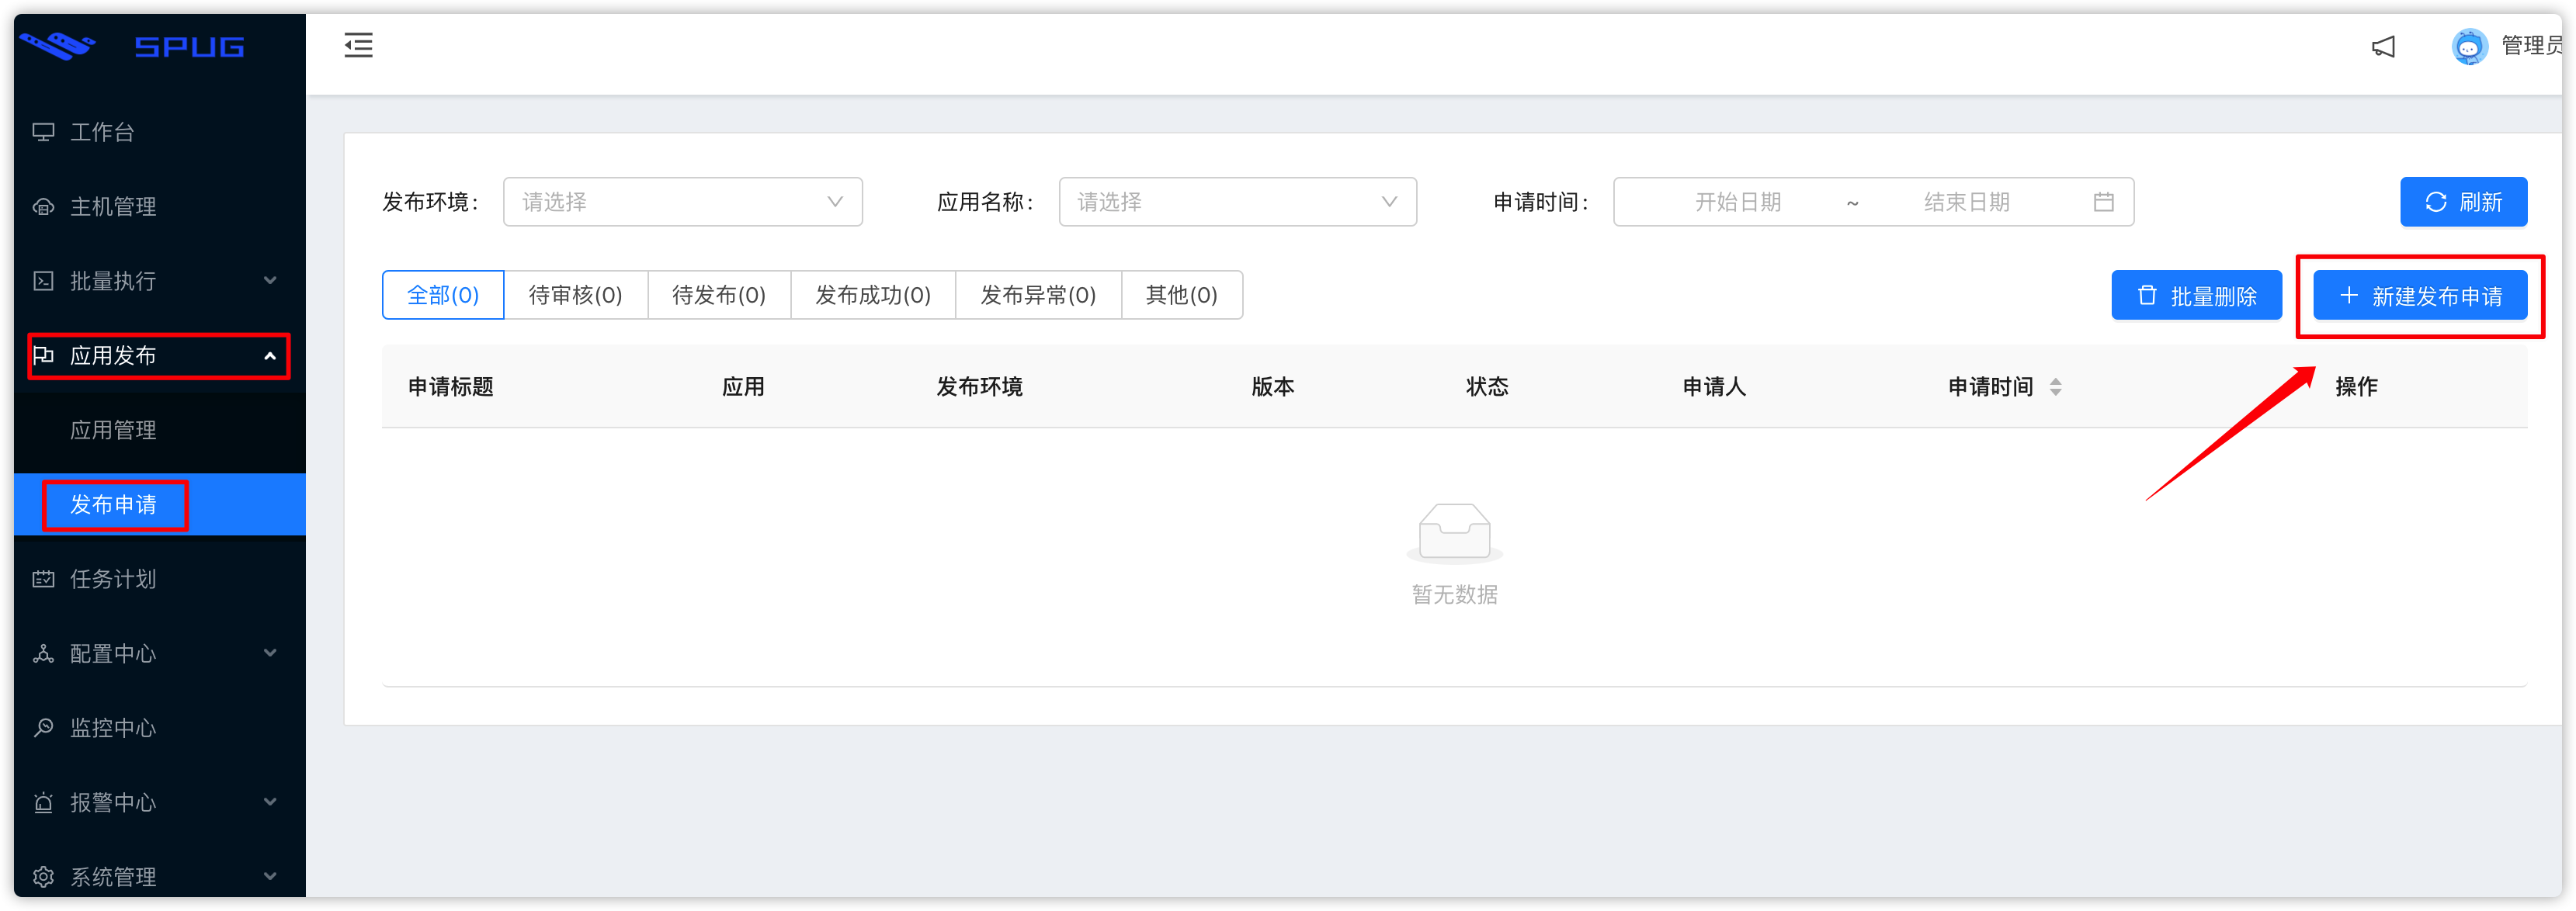 SPUG
管理员
工作台
主机管理
批量执行
应用发布
应用管理
发布申请
任务计划
配置中心
监控中心
报警中心
系统管理
发布环境： 请选择 应用名称： 请选择 申请时间： 开始日期 ~ 结束日期 刷新
全部(0) 待审核(0) 待发布(0) 发布成功(0) 发布异常(0) 其他(0) 批量删除 新建发布申请
申请标题 应用 发布环境 版本 状态 申请人 申请时间 操作
暂无数据